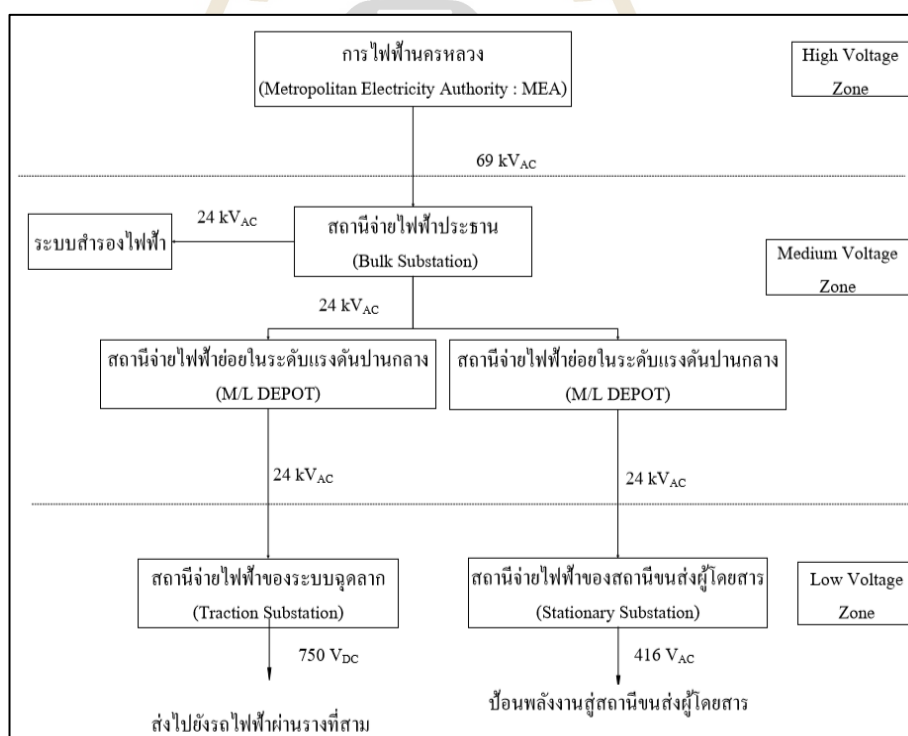 การไฟฟ้านครหลวง
(Metropolitan Electricity Authority : MEA)
High Voltage
Zone
69 kVAC
24 kVAC
ระบบสำรองไฟฟ้า
สถานีจ่ายไฟฟ้าประธาน
(Bulk Substation)
Medium Voltage
Zone
24 kVAC
สถานีจ่ายไฟฟ้าย่อยในระดับแรงดันปานกลาง
(M/L DEPOT)
สถานีจ่ายไฟฟ้าย่อยในระดับแรงดันปานกลาง
(M/L DEPOT)
24 kVAC
24 kVAC
สถานีจ่ายไฟฟ้าของระบบฉุดลาก
(Traction Substation)
สถานีจ่ายไฟฟ้าของสถานีขนส่งผู้โดยสาร
(Stationary Substation)
Low Voltage
Zone
750 VDC
416 VAC
ส่งไปยังรถไฟฟ้าผ่านรางที่สาม
ป้อนพลังงานสู่สถานีขนส่งผู้โดยสาร